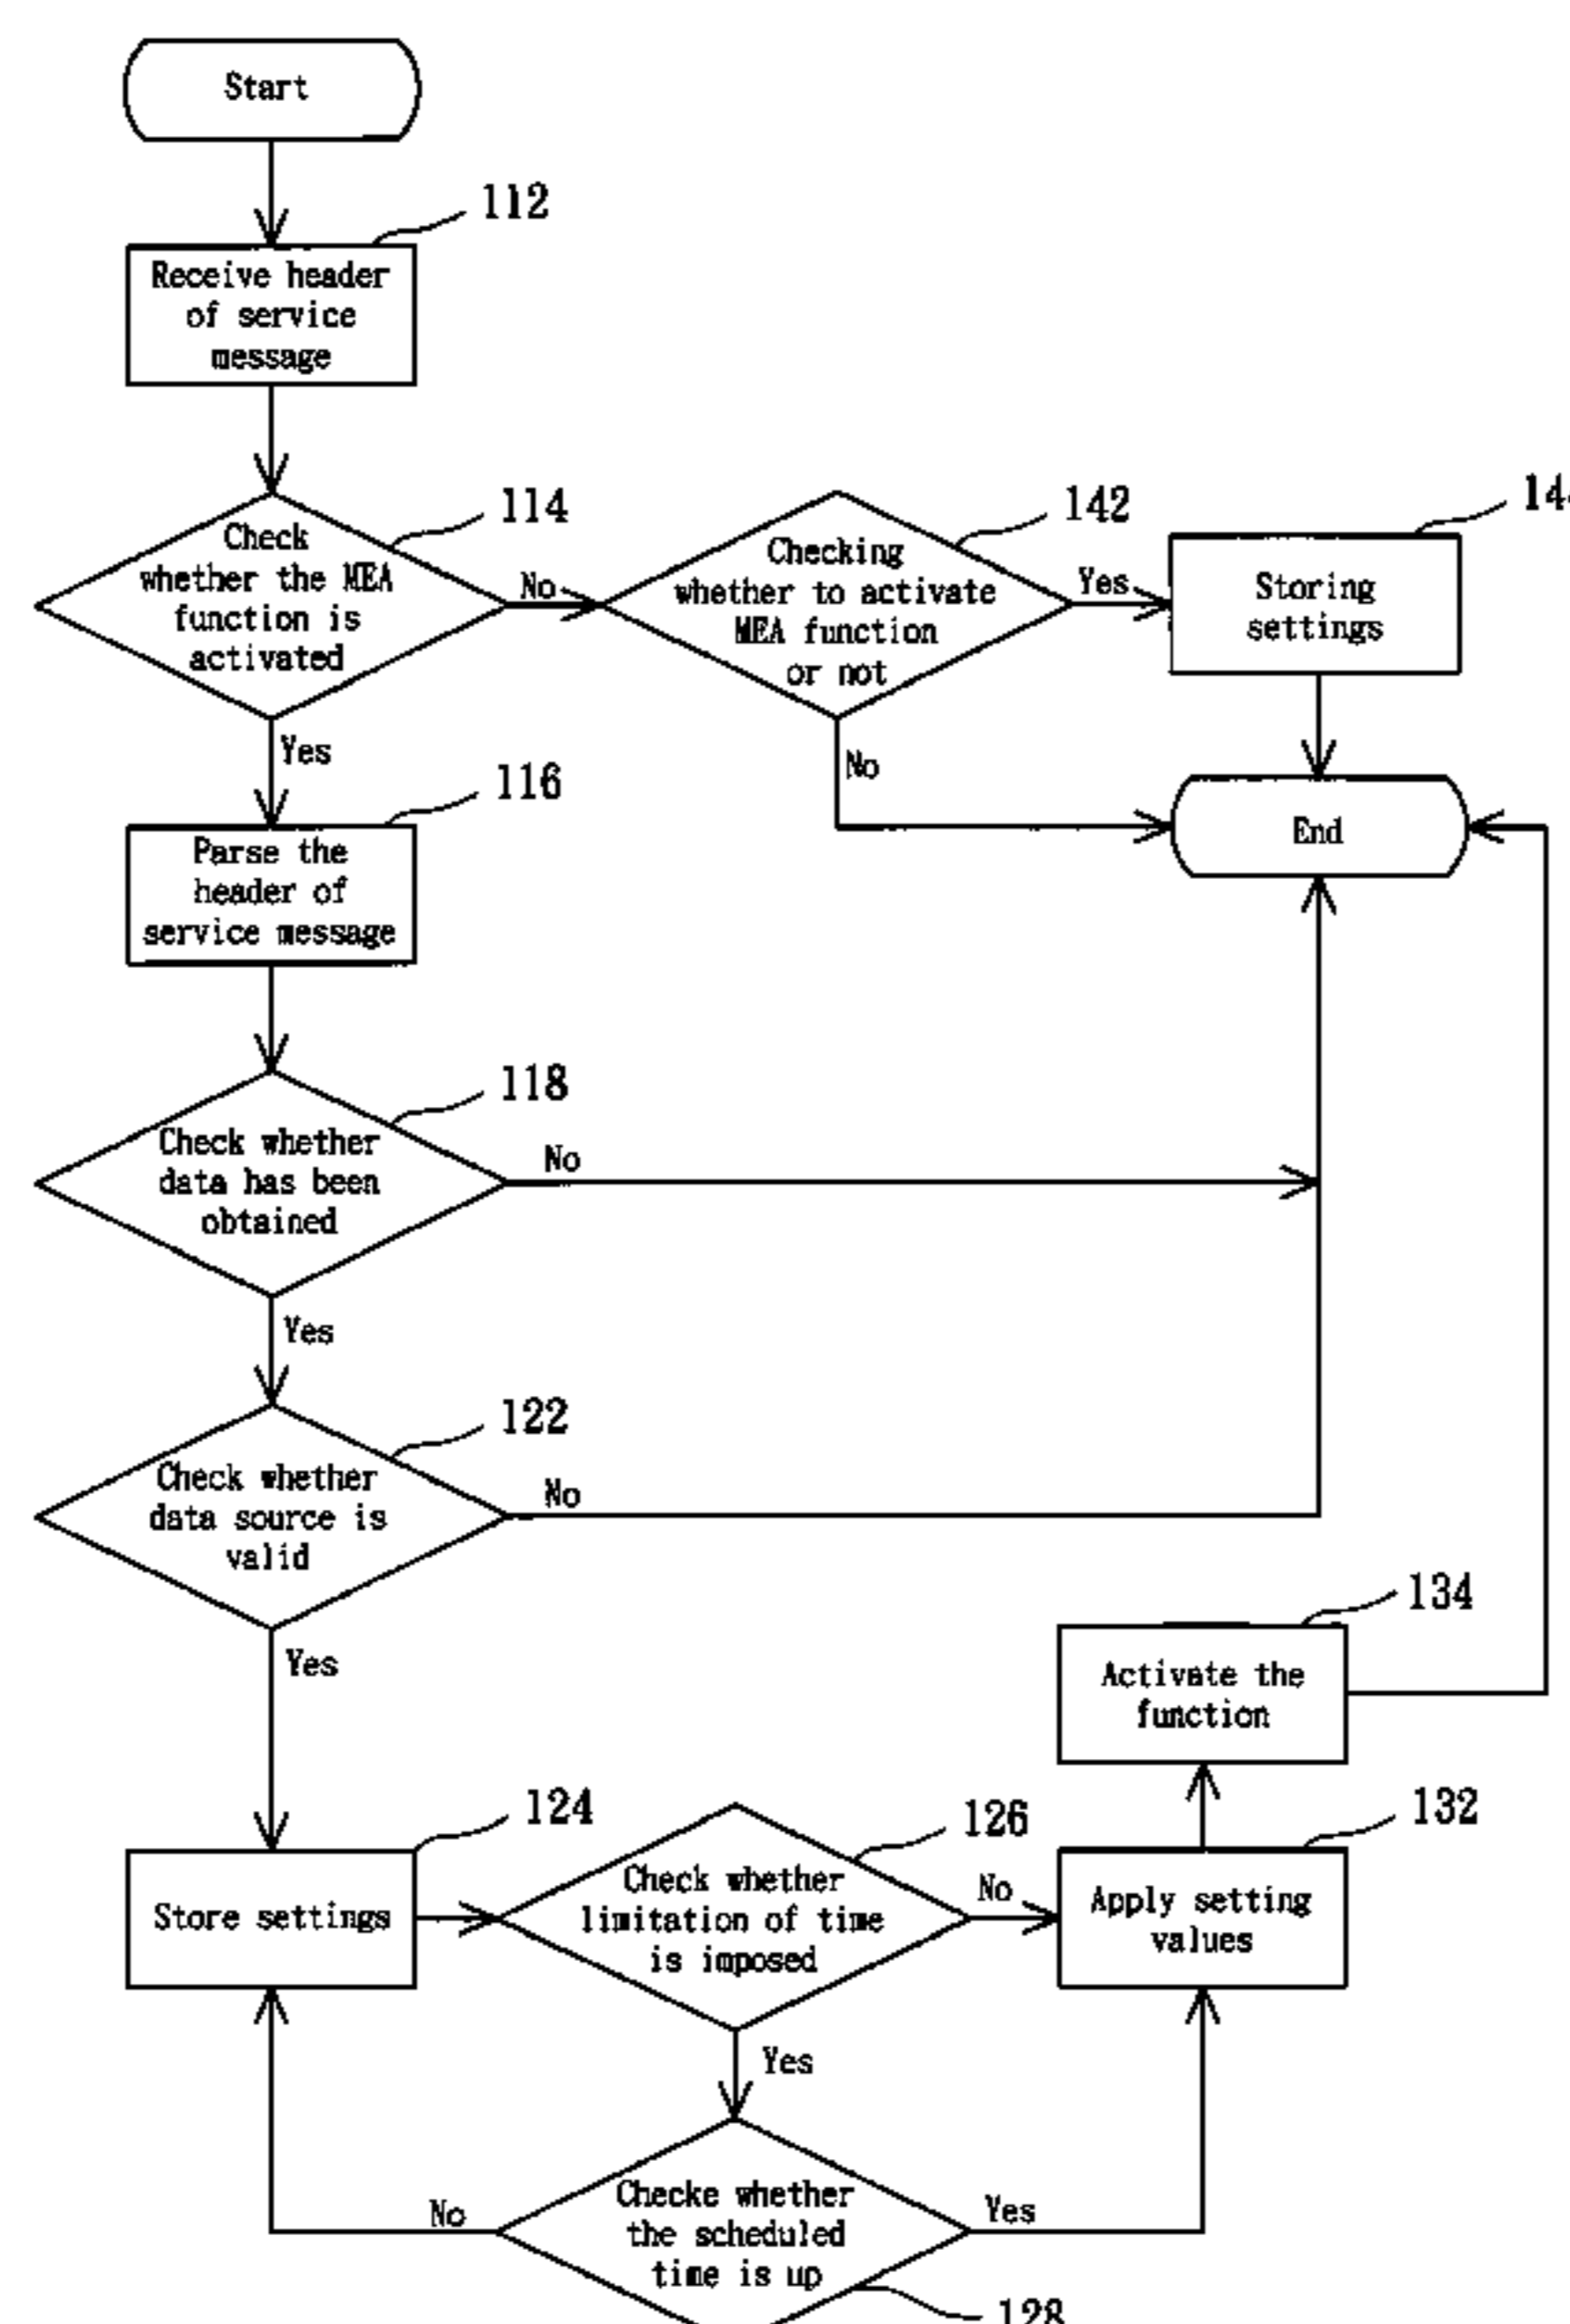 Start
112
Receive header
of service
message
114
Check
whether the MEA
function is
activated
No
142
Checking
whether to activate
MEA function
or not
Yes
Storing
settings
Yes
No
116
Parse the
header of
service message
End
118
Check whether
data has been
obtained
No
Yes
122
Check whether
data source is
valid
No
Yes
134
Activate the
function
124
Store settings
126
Check whether
limitation of time
is imposed
No
132
Apply setting
values
Yes
Checke whether
the scheduled
time is up
No
Yes
128